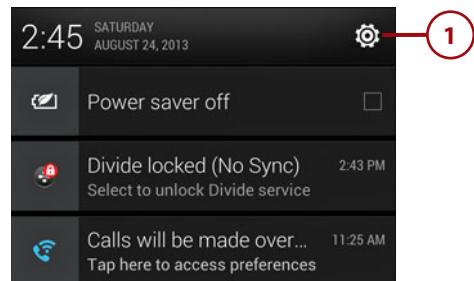 2:45 SATURDAY
AUGUST 24, 2013
1
Power saver off
Divide locked (No Sync) 2:43 PM
Select to unlock Divide service
Calls will be made over... 11:25 AM
Tap here to access preferences